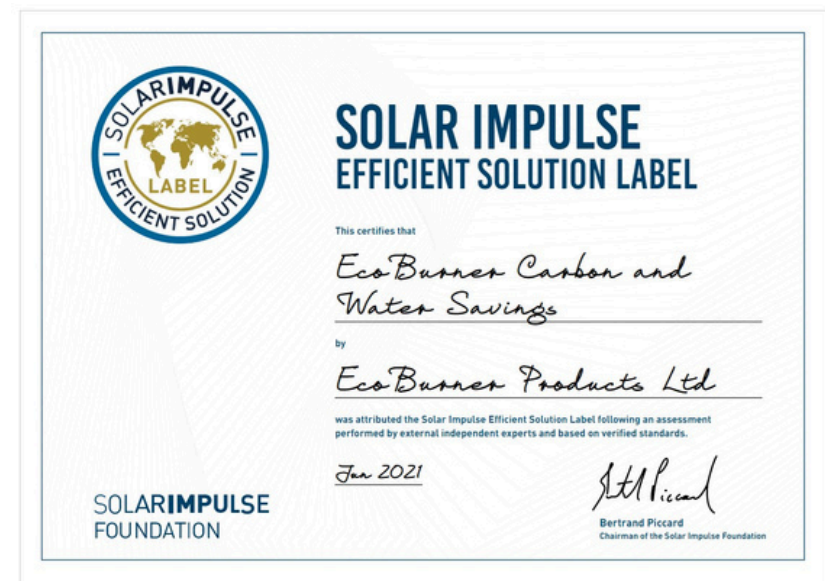 SOLARIMPULSE
LABEL
EFFICIENT SOLUTION
SOLAR IMPULSE
EFFICIENT SOLUTION LABEL
This certifies that
EcoBurner Carbon and
Water Savings
by
EcoBurner Products Ltd
was attributed the Solar Impulse Efficient Solution Label following an assessment
performed by external independent experts and based on verified standards.
2021
Bertrand Piccard
Chairman of the Solar Impulse Foundation
SOLARIMPULSE
FOUNDATION